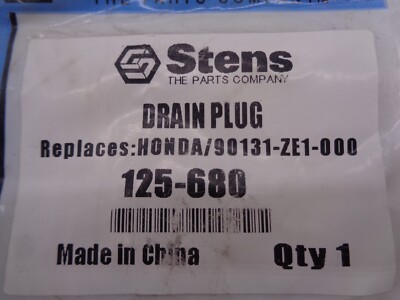 Stens
THE PARTS COMPANY
DRAIN PLUG
Replaces:HONDA/90131-ZE1-000
125-680
Made in China
Qty 1